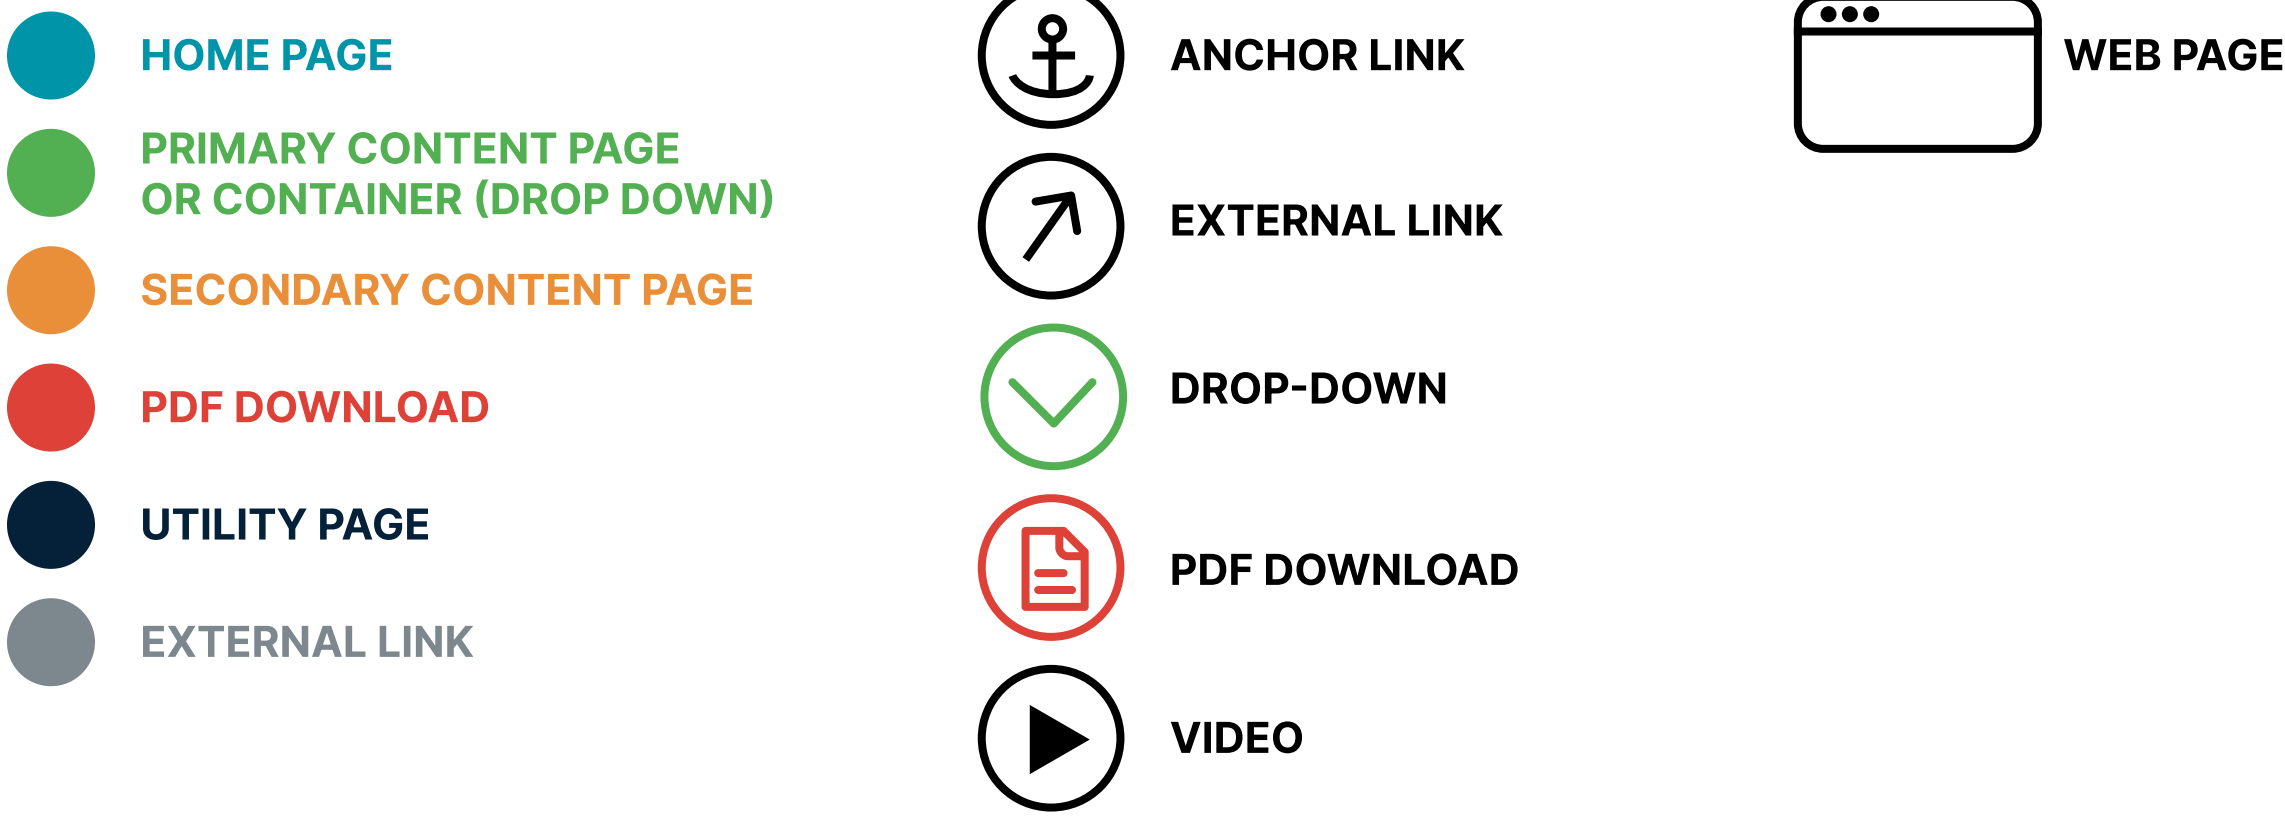 HOME PAGE
PRIMARY CONTENT PAGE
OR CONTAINER (DROP DOWN)
SECONDARY CONTENT PAGE
PDF DOWNLOAD
UTILITY PAGE
EXTERNAL LINK
ANCHOR LINK
EXTERNAL LINK
DROP-DOWN
PDF DOWNLOAD
VIDEO
WEB PAGE